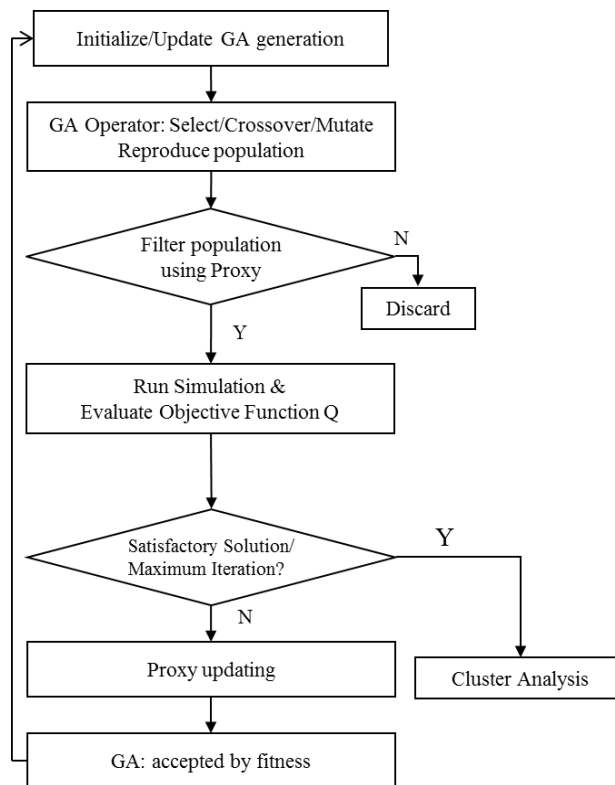 Initialize/Update GA generation
GA Operator: Select/Crossover/Mutate
Reproduce population
Filter population
using Proxy
N
Discard
Y
Run Simulation &
Evaluate Objective Function Q
Satisfactory Solution/
Maximum Iteration?
Y
N
Proxy updating
Cluster Analysis
GA: accepted by fitness